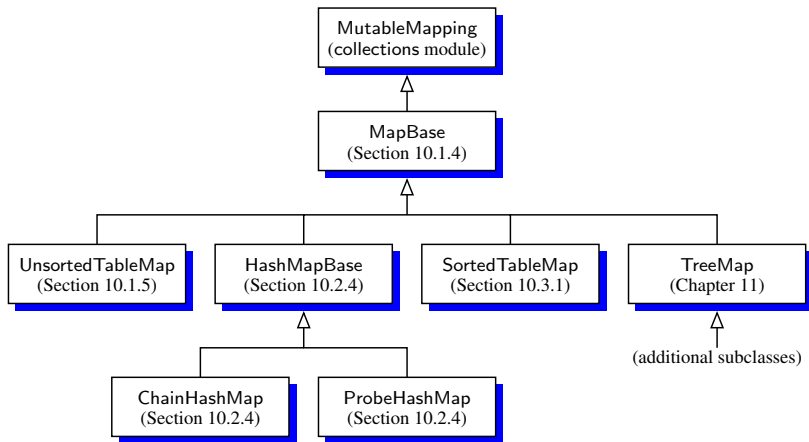 MutableMapping
(collections module)
MapBase
(Section 10.1.4)
UnsortedTableMap
(Section 10.1.5)
HashMapBase
(Section 10.2.4)
SortedTableMap
(Section 10.3.1)
TreeMap
(Chapter 11)
(additional subclasses)
ChainHashMap
(Section 10.2.4)
ProbeHashMap
(Section 10.2.4)